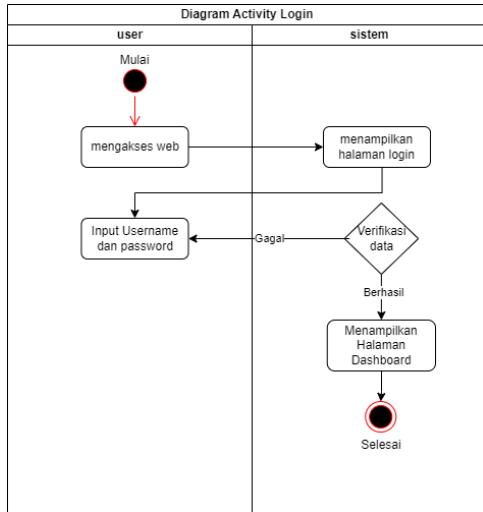 Diagram Activity Login
user
sistem
Mulai
mengakses web
menampilkan
halaman login
Input Username
dan password
Gagal
Verifikasi
data
Berhasil
Menampilkan
Halaman
Dashboard
Selesai